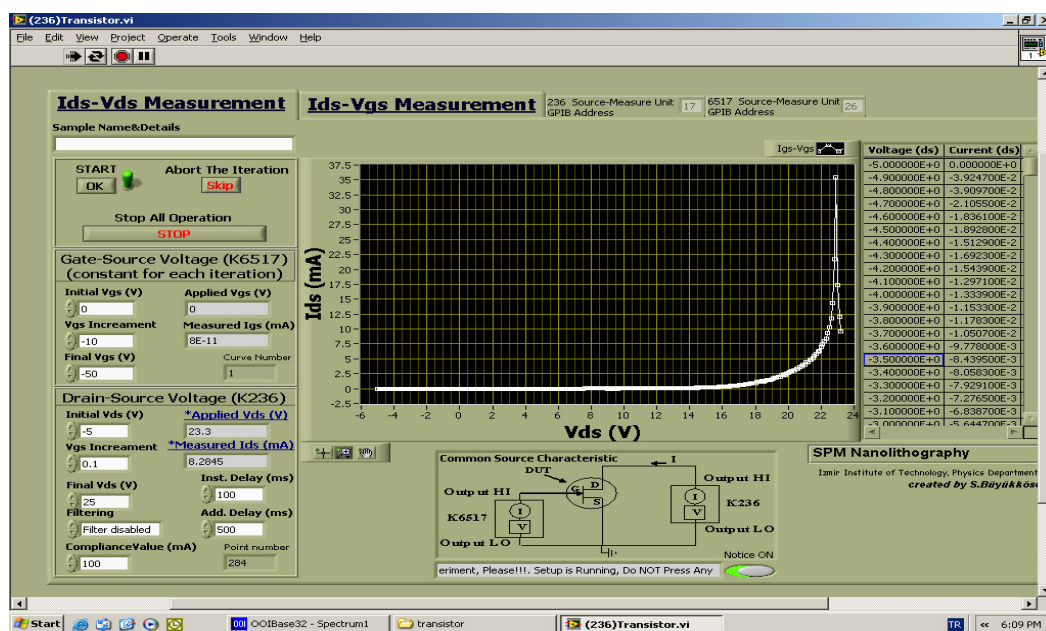 (236)Transistor.vi
File Edit View Project Operate Tools Window Help
1
Ids-Vds Measurement
Ids-Vgs Measurement
236 Source-Measure Unit
GPIB Address
17
6517 Source-Measure Unit
GPIB Address
26
Sample Name&Details
START
OK
Abort The Iteration
Skip
Stop All Operation
STOP
Gate-Source
Voltage (K6517)
(constant for each iteration)
Initial Vgs (V)
0
Applied Vgs (V)
0
Vgs Increament
-10
Measured Igs (mA)
8E-11
Final Vgs (V)
-50
Curve Number
1
Drain-Source
Voltage (K236)
Initial Vds (V)
-5
*Applied Vds (V)
23.3
Vgs Increament
0.1
*Measured Ids (mA)
8.2845
Final Vds (V)
25
Inst. Delay (ms)
100
Filtering
Filter disabled
Add. Delay (ms)
500
ComplianceValue (mA)
100
Point number
284
Igs-Vgs
Ids (mA)
37.5
35
32.5
30
27.5
25
22.5
20
17.5
15
12.5
10
7.5
5
2.5
0
-2.5
-6 -4 -2 0 2 4 6 8 10 12 14 16 18 20 22 24
Vds (V)
Voltage (ds) Current (ds)
-5.000000E+0 0.000000E+0
-4.900000E+0 -3.924700E-2
-4.800000E+0 -3.909700E-2
-4.700000E+0 -2.105500E-2
-4.600000E+0 -1.836100E-2
-4.500000E+0 -1.892800E-2
-4.400000E+0 -1.512900E-2
-4.300000E+0 -1.692300E-2
-4.200000E+0 -1.543900E-2
-4.100000E+0 -1.297100E-2
-4.000000E+0 -1.333900E-2
-3.900000E+0 -1.153300E-2
-3.800000E+0 -1.178300E-2
-3.700000E+0 -1.050700E-2
-3.600000E+0 -9.778000E-3
-3.500000E+0 -8.439500E-3
-3.400000E+0 -8.058300E-3
-3.300000E+0 -7.929100E-3
-3.200000E+0 -7.276500E-3
-3.100000E+0 -6.838700E-3
-3.000000E+0 -5.644700E-3
Common Source Characteristic
DUT
I
G D
S
Output HI
K6517
I
V
Output LO
Output HI
I
V
K236
Output LO
Notice ON
eriment, Please!!!. Setup is Running, Do NOT Press Any
SPM Nanolithography
Izmir Institute of Technology, Physics Department
created by S.Büyükköse
Start
OOIBase32 - Spectrum1
transistor
(236)Transistor.vi
TR
6:09 PM